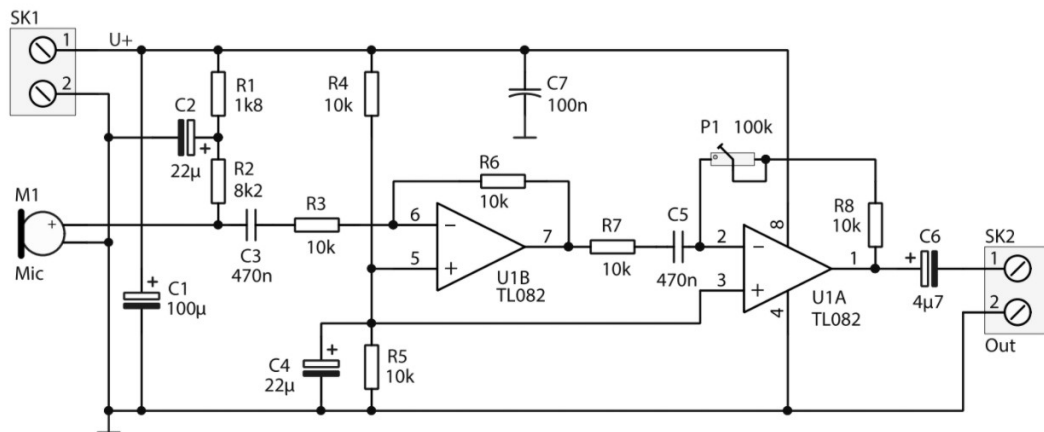 SK1
1
2
U+
R1
1k8
C2
+
22µ
R2
8k2
M1
+
Mic
C3
470n
R3
10k
C1
100µ
+
R4
10k
C7
100n
R6
10k
6
−
5
+
7
U1B
TL082
C4
22µ
+
R5
10k
R7
10k
C5
470n
P1 100k
2
−
3
+
8
4
1
U1A
TL082
R8
10k
C6
+
4µ7
SK2
1
2
Out